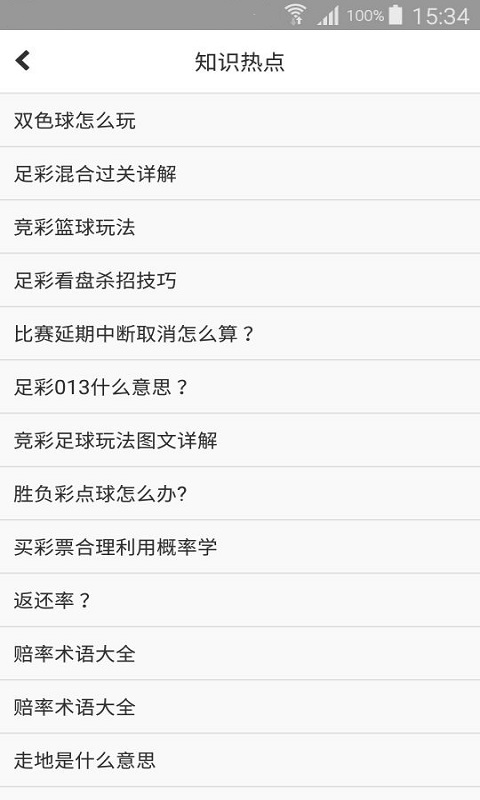 100% 15:34
知识热点
双色球怎么玩
足彩混合过关详解
竞彩篮球玩法
足彩看盘杀招技巧
比赛延期中断取消怎么算？
足彩013什么意思？
竞彩足球玩法图文详解
胜负彩点球怎么办?
买彩票合理利用概率学
返还率？
赔率术语大全
赔率术语大全
走地是什么意思